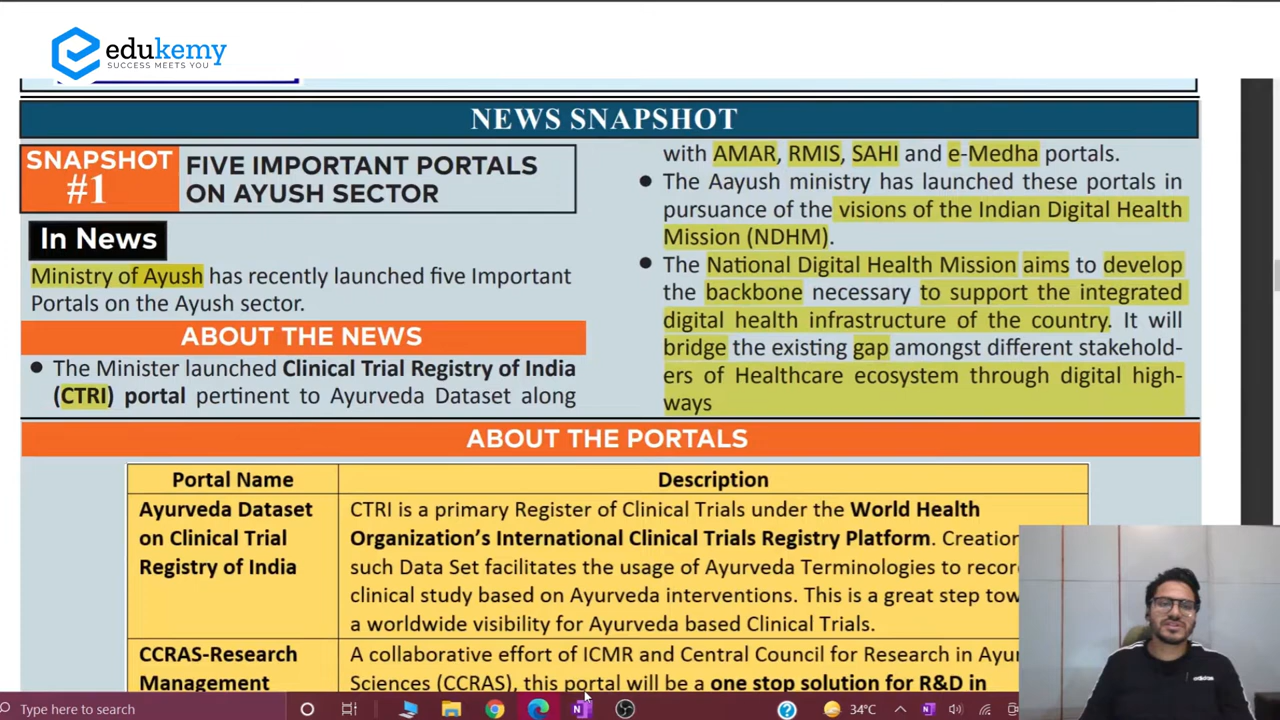 edukemy
SUCCESS MEETS YOU
NEWS SNAPSHOT
SNAPSHOT
#1
FIVE IMPORTANT PORTALS
ON AYUSH SECTOR
In News
Ministry of Ayush has recently launched five Important
Portals on the Ayush sector.
ABOUT THE NEWS
● The Minister launched Clinical Trial Registry of India
(CTRI) portal pertinent to Ayurveda Dataset along
with AMAR, RMIS, SAHI and e-Medha portals.
● The Aayush ministry has launched these portals in
pursuance of the visions of the Indian Digital Health
Mission (NDHM).
● The National Digital Health Mission aims to develop
the backbone necessary to support the integrated
digital health infrastructure of the country. It will
bridge the existing gap amongst different stakehold-
ers of Healthcare ecosystem through digital high-
ways
ABOUT THE PORTALS
Portal Name
Description
Ayurveda Dataset
on Clinical Trial
Registry of India
CTRI is a primary Register of Clinical Trials under the World Health
Organization's International Clinical Trials Registry Platform. Creation
such Data Set facilitates the usage of Ayurveda Terminologies to recor
clinical study based on Ayurveda interventions. This is a great step tow
a worldwide visibility for Ayurveda based Clinical Trials.
CCRAS-Research
Management
A collaborative effort of ICMR and Central Council for Research in Ayu
Sciences (CCRAS), this portal will be a one stop solution for R&D in
Type here to search
34°C